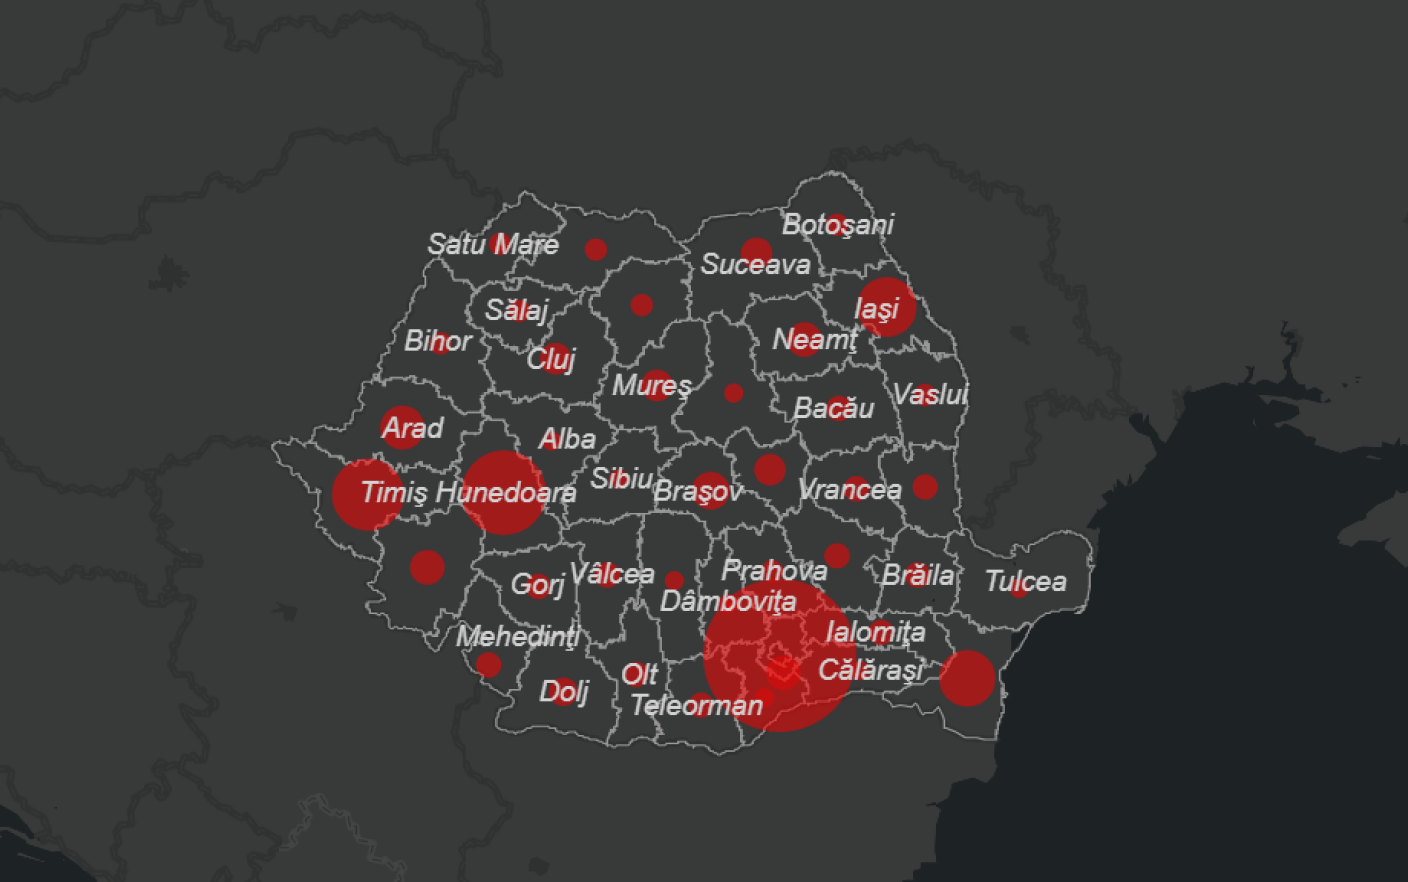 Botoşani
Satu Mare
Suceava
Sălaj
Iaşi
Bihor
Neamţ
Cluj
Mureş
Vaslui
Bacău
Arad
Alba
Sibiu
Timiş
Hunedoara
Braşov
Vrancea
Prahova
Vâlcea
Brăila
Tulcea
Gorj
Dâmboviţa
Ialomiţa
Mehedinţi
Călăraşi
Olt
Dolj
Teleorman